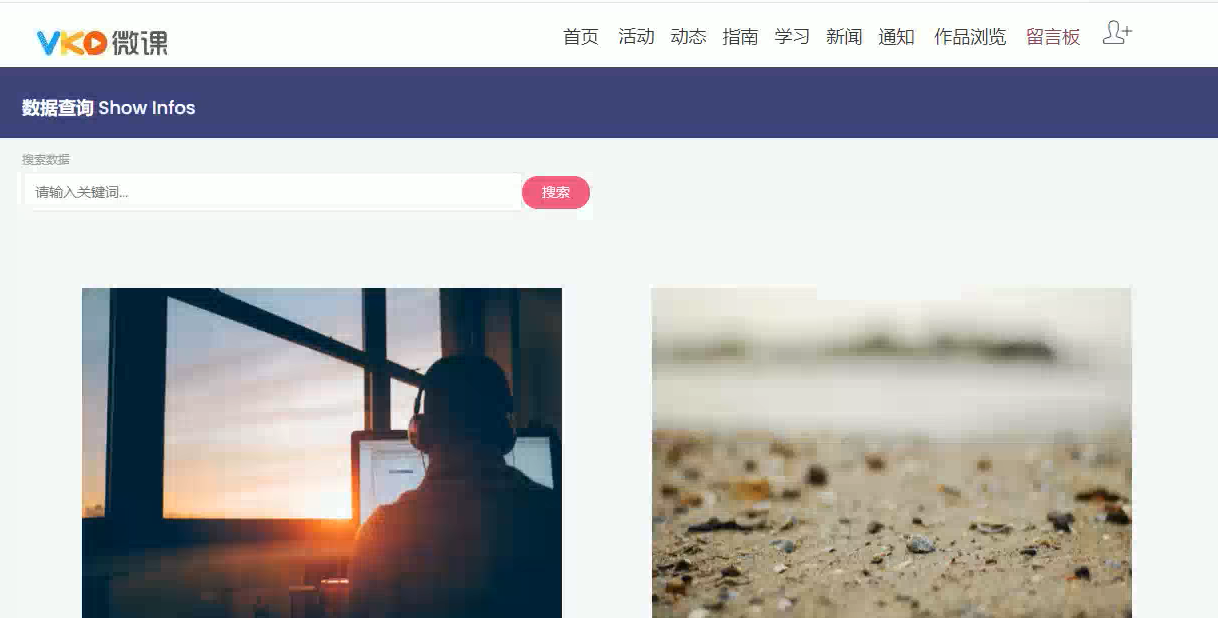 VKO微课 首页 活动 动态 指南 学习 新闻 通知 作品浏览 留言板
数据查询 Show Infos
搜索数据
请输入关键词... 搜索